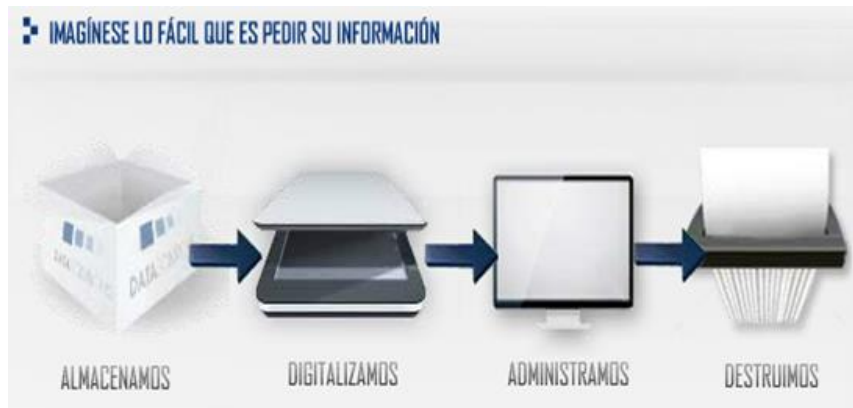 IMAGÍNESE LO FÁCIL QUE ES PEDIR SU INFORMACIÓN
ALMACENAMOS
DIGITALIZAMOS
ADMINISTRAMOS
DESTRUIMOS